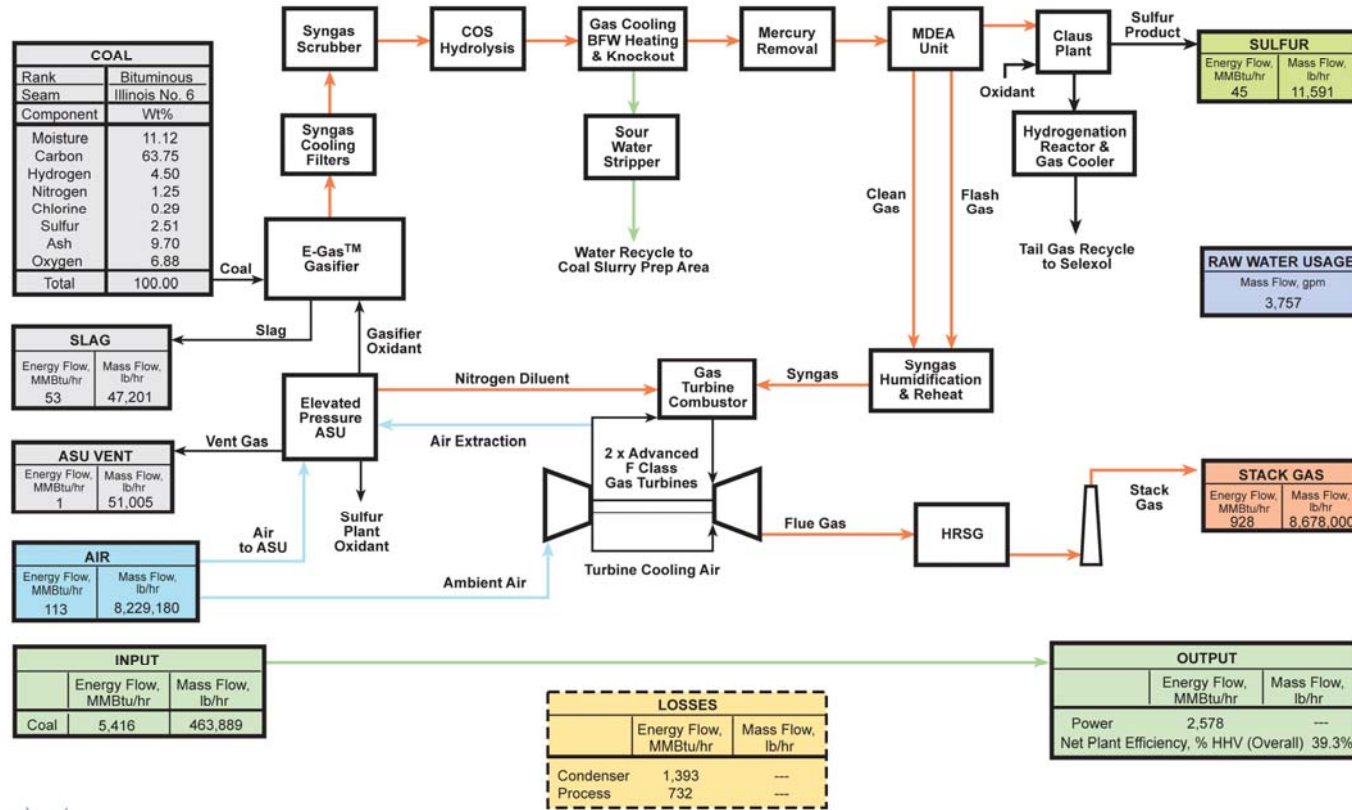 Syngas
Scrubber
COS
Hydrolysis
Gas Cooling
BFW Heating
& Knockout
Mercury
Removal
MDEA
Unit
Claus
Plant
Sulfur
Product
SULFUR
Energy Flow, MMBtu/hr
Mass Flow, lb/hr
45 11,591
COAL
Rank Bituminous
Seam Illinois No. 6
Component Wt%
Moisture 11.12
Carbon 63.75
Hydrogen 4.50
Nitrogen 1.25
Chlorine 0.29
Sulfur 2.51
Ash 9.70
Oxygen 6.88
Total 100.00
Syngas
Cooling
Filters
Sour
Water
Stripper
Oxidant
Hydrogenation
Reactor &
Gas Cooler
Clean
Gas
Flash
Gas
Coal
E-Gas™
Gasifier
Water Recycle to
Coal Slurry Prep Area
Tail Gas Recycle
to Selexol
RAW WATER USAGE
Mass Flow, gpm
3,757
Slag
Gasifier
Oxidant
SLAG
Energy Flow, MMBtu/hr
Mass Flow, lb/hr
53 47,201
Elevated
Pressure
ASU
Nitrogen Diluent
Gas
Turbine
Combustor
Syngas
Syngas
Humidification
& Reheat
Air Extraction
Vent Gas
ASU VENT
Energy Flow, MMBtu/hr
Mass Flow, lb/hr
1 51,005
2 x Advanced
F Class
Gas Turbines
Sulfur
Plant
Oxidant
Flue Gas
HRSG
Stack
Gas
STACK GAS
Energy Flow, MMBtu/hr
Mass Flow, lb/hr
928 8,678,000
Air
to ASU
AIR
Energy Flow, MMBtu/hr
Mass Flow, lb/hr
113 8,229,180
Ambient Air
Turbine Cooling Air
INPUT
Energy Flow, MMBtu/hr
Mass Flow, lb/hr
Coal 5,416 463,889
LOSSES
Energy Flow, MMBtu/hr
Mass Flow, lb/hr
Condenser 1,393 ---
Process 732 ---
OUTPUT
Energy Flow, MMBtu/hr
Mass Flow, lb/hr
Power 2,578 ---
Net Plant Efficiency, % HHV (Overall) 39.3%